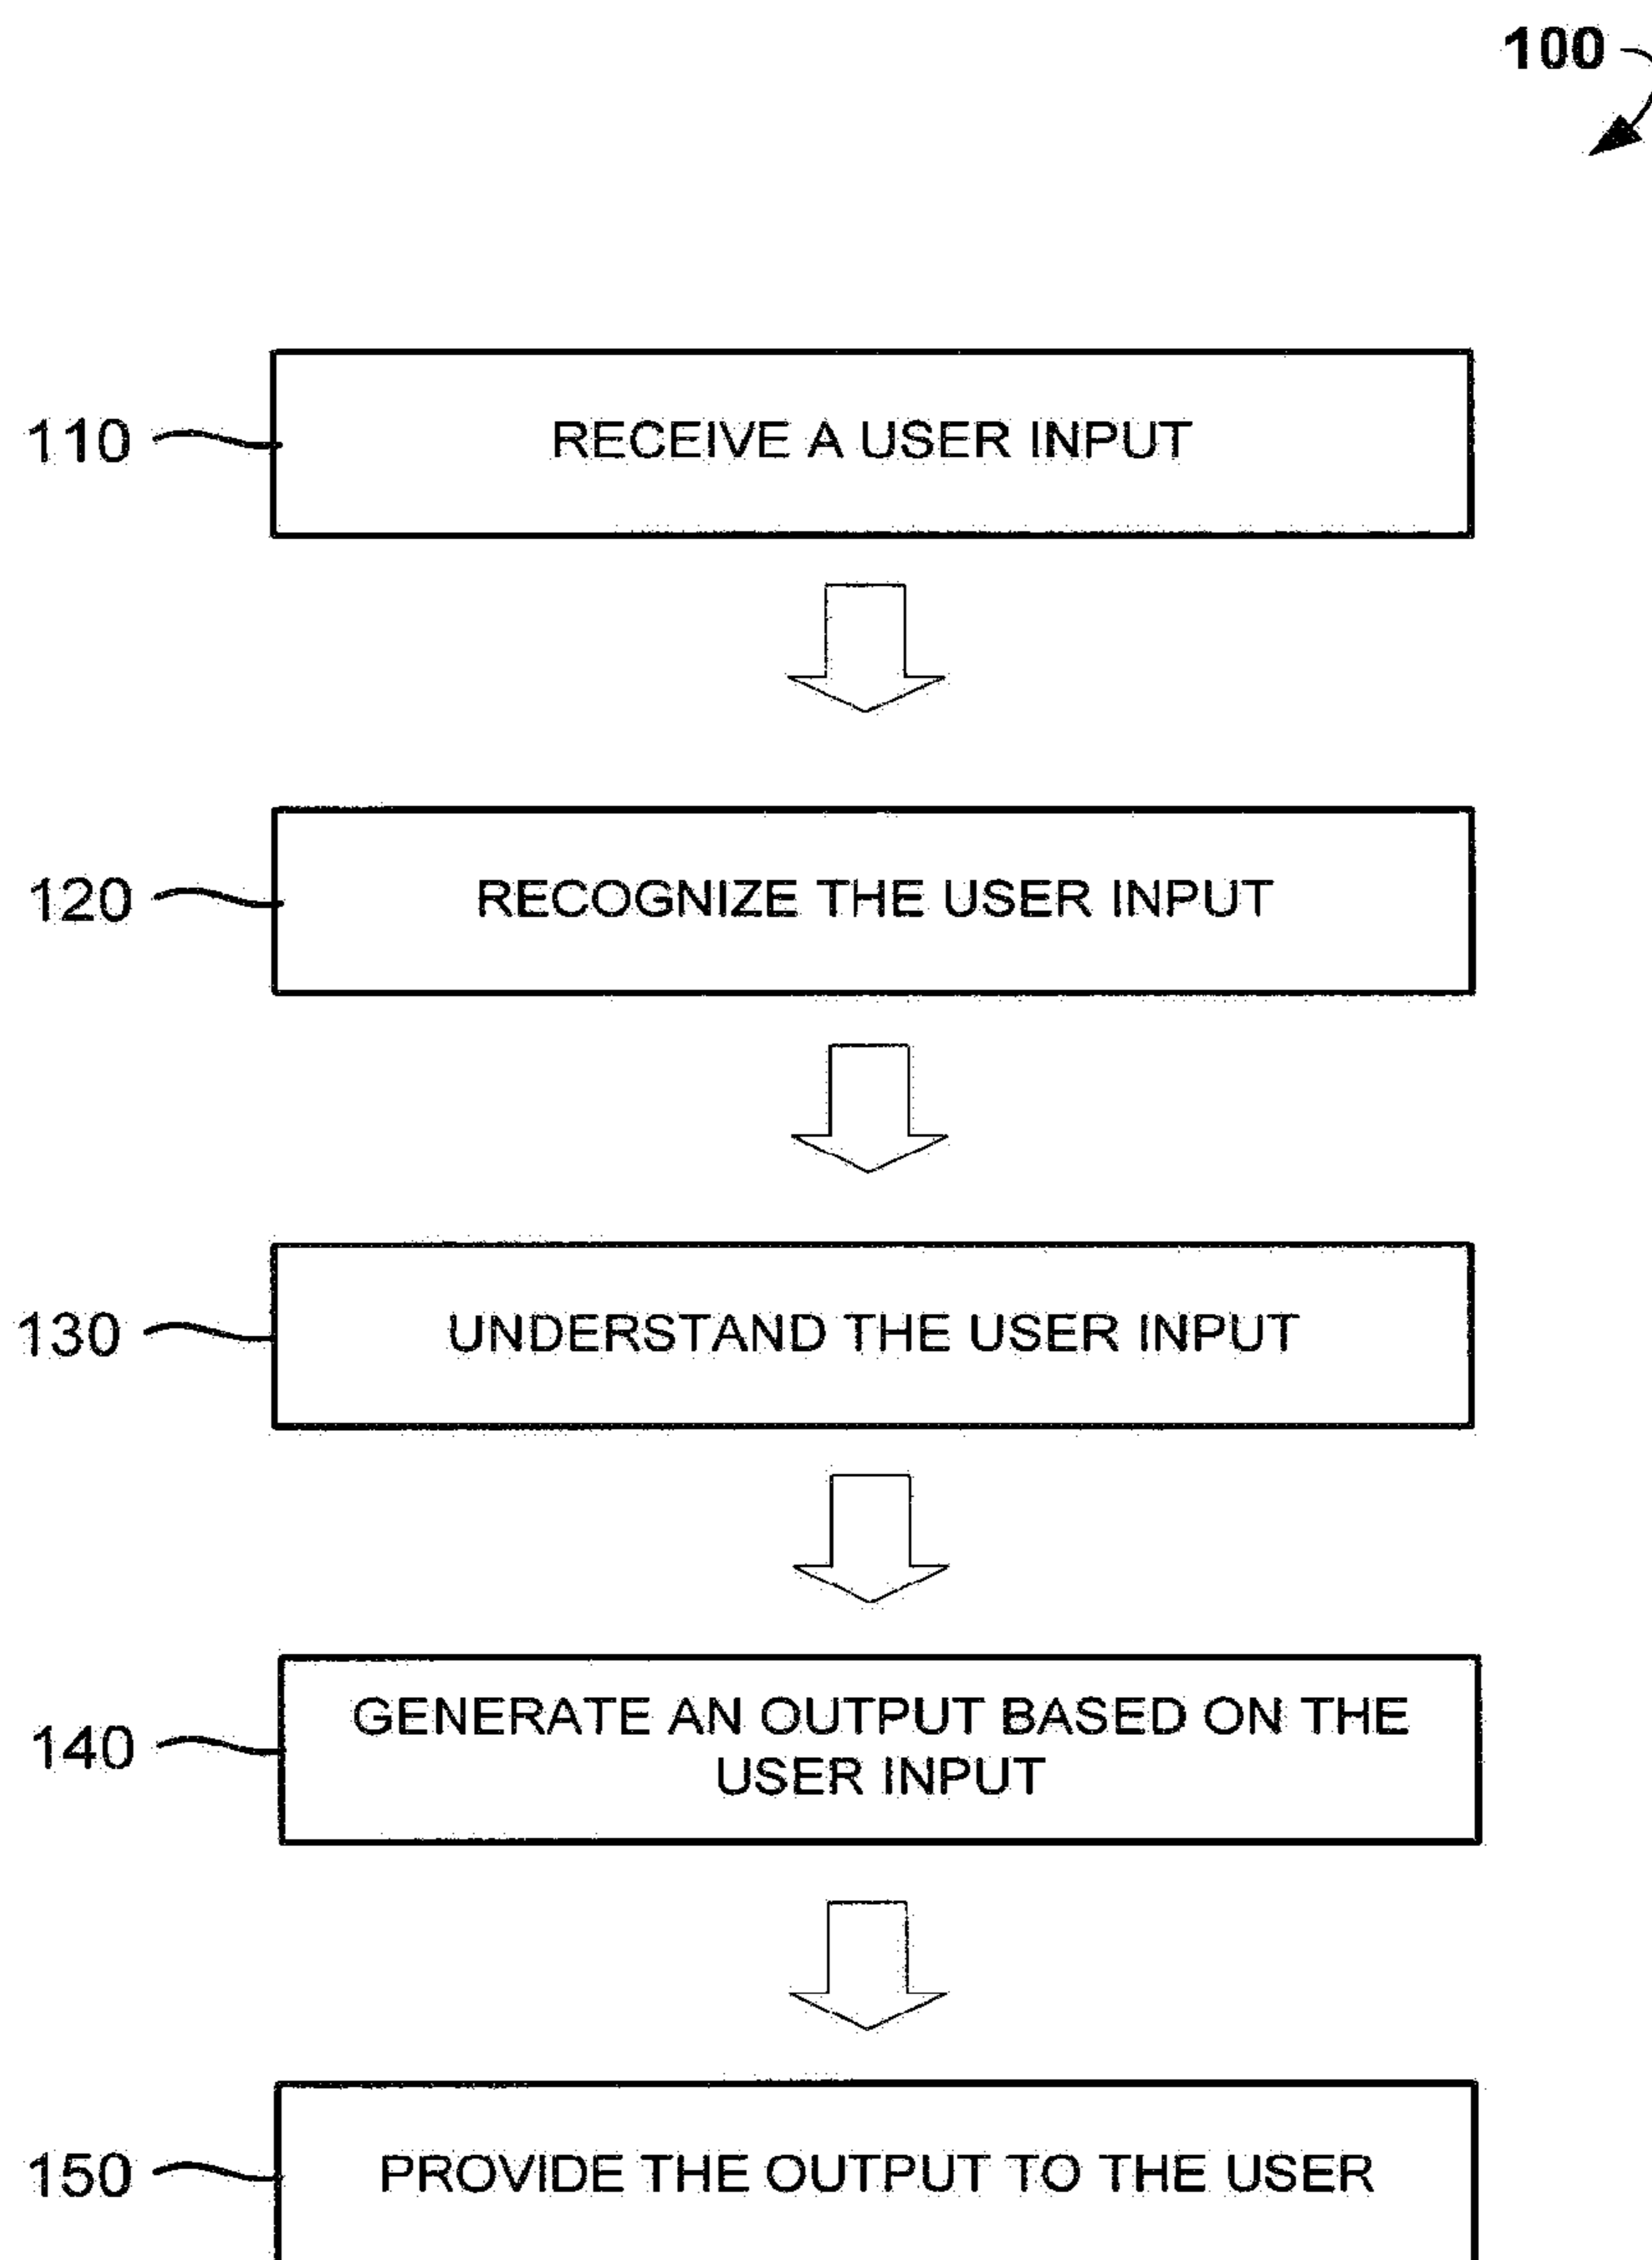 100
110 RECEIVE A USER INPUT
120 RECOGNIZE THE USER INPUT
130 UNDERSTAND THE USER INPUT
140 GENERATE AN OUTPUT BASED ON THE
USER INPUT
150 PROVIDE THE OUTPUT TO THE USER